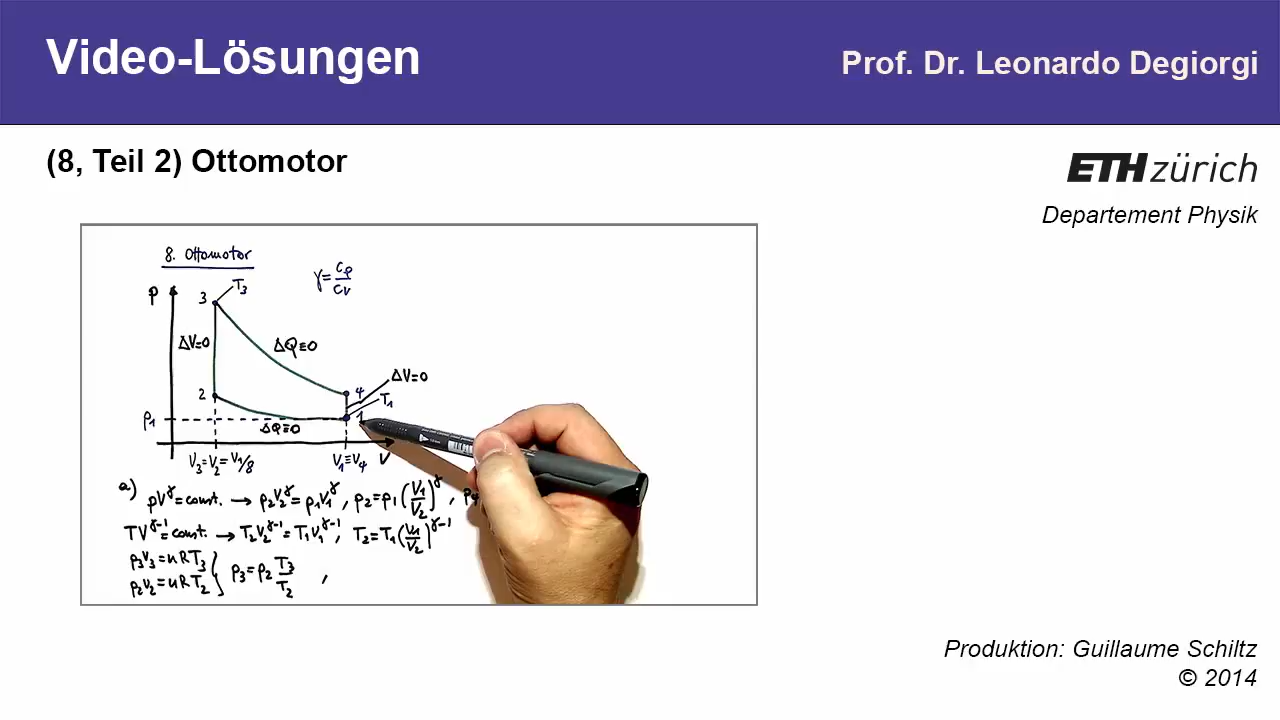 Video-Lösungen
Prof. Dr. Leonardo Degiorgi
(8, Teil 2) Ottomotor
ETH zürich
Departement Physik
8. Ottomotor
γ = cp/cv
p
3
T₃
ΔV=0
ΔQ≡0
2
4
ΔV=0
T₁
p₁
ΔQ≡0
1
V₃=V₂=V₁/8
V₁≡V₄
V
a) pV^γ=const. → p₂V₂^γ=p₁V₁^γ, p₂=p₁(V₁/V₂)^γ,
TV^γ-1=const. → T₂V₂^γ-1=T₁V₁^γ-1, T₂=T₁(V₁/V₂)^γ-1
p₃V₃=nRT₃
p₂V₂=nRT₂ } p₃=p₂ T₃/T₂ ,
Produktion: Guillaume Schiltz
© 2014